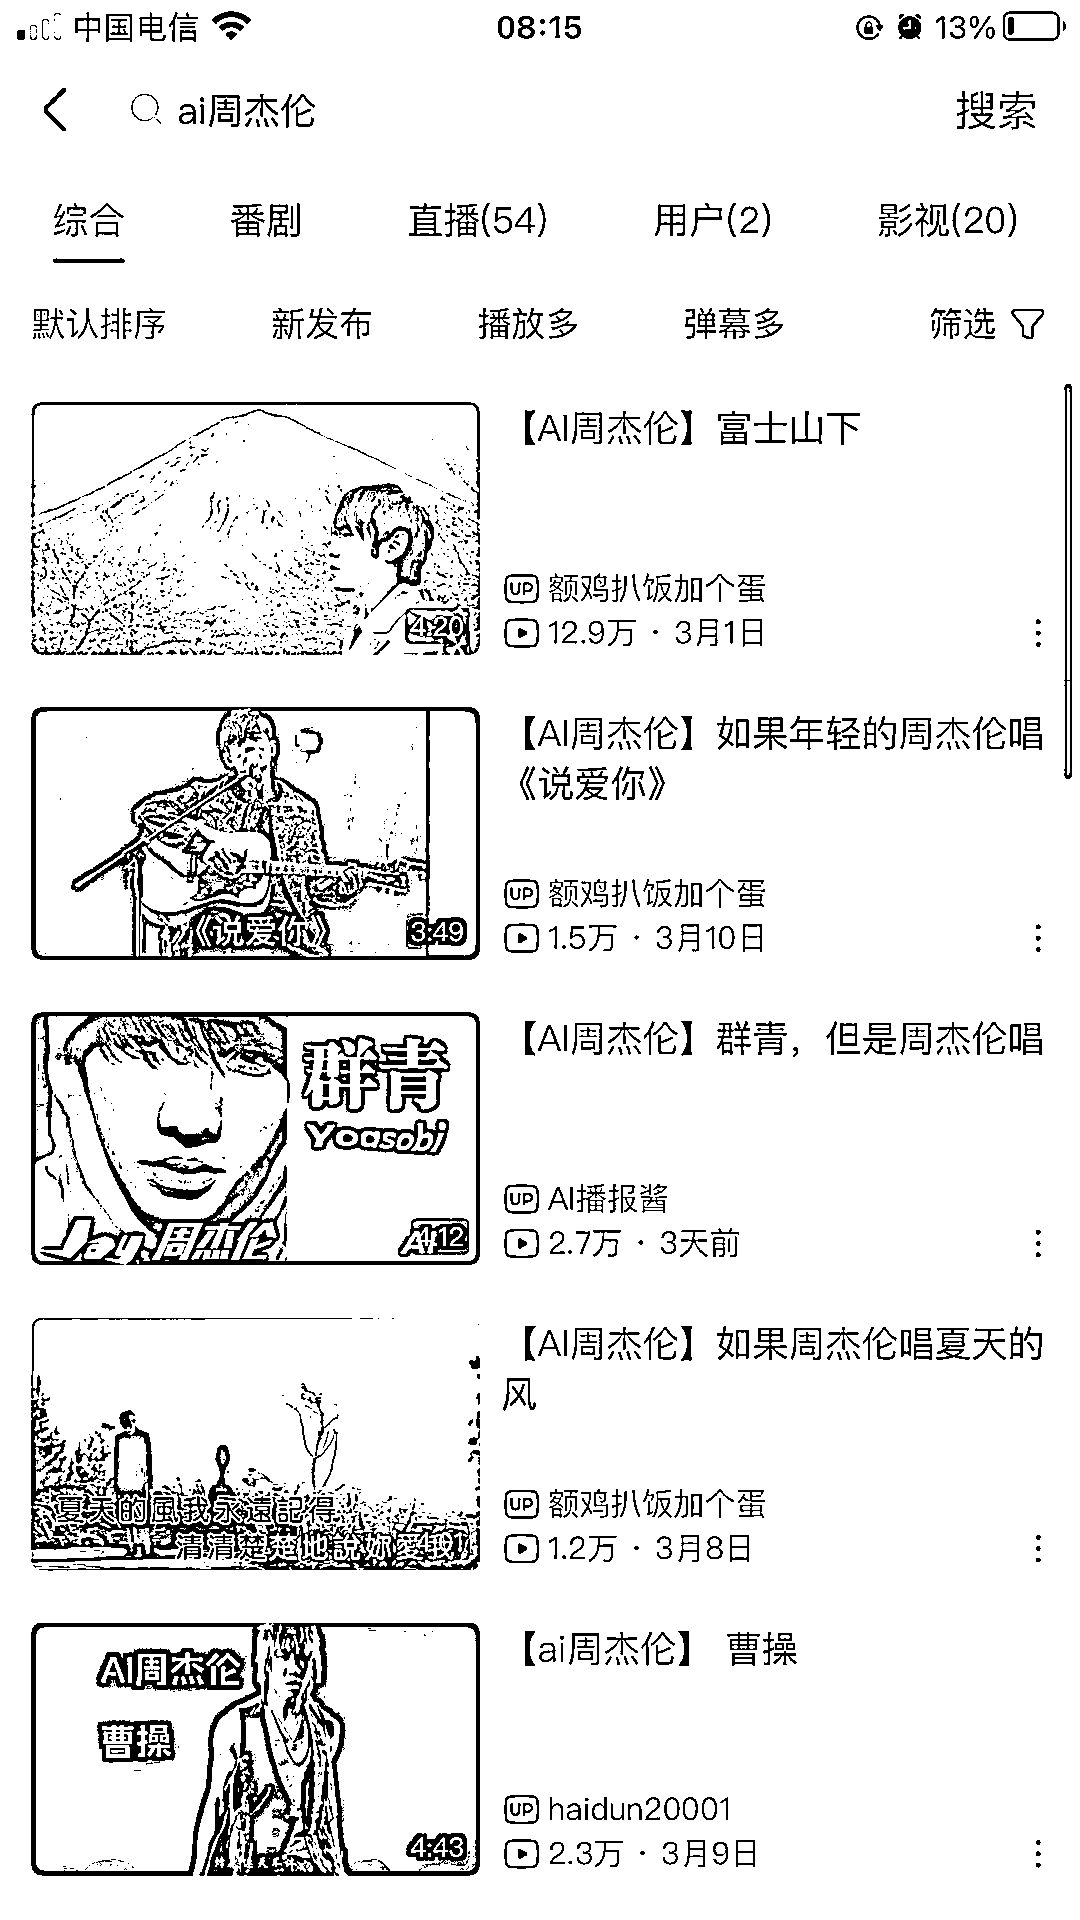 中国电信
08:15
13%
ai周杰伦
搜索
综合
番剧
直播(54)
用户(2)
影视(20)
默认排序
新发布
播放多
弹幕多
筛选
4:20
【AI周杰伦】富士山下
UP 额鸡扒饭加个蛋
12.9万 · 3月1日
《说爱你》
3:49
【AI周杰伦】如果年轻的周杰伦唱
《说爱你》
UP 额鸡扒饭加个蛋
1.5万 · 3月10日
群青
Yoasobi
Jay.周杰伦
【AI周杰伦】群青，但是周杰伦唱
UP AI播报酱
2.7万 · 3天前
夏天的風我永遠記得
清清楚楚地說妳愛我
【AI周杰伦】如果周杰伦唱夏天的
风
UP 额鸡扒饭加个蛋
1.2万 · 3月8日
AI周杰伦
曹操
4:43
【ai周杰伦】 曹操
UP haidun20001
2.3万 · 3月9日